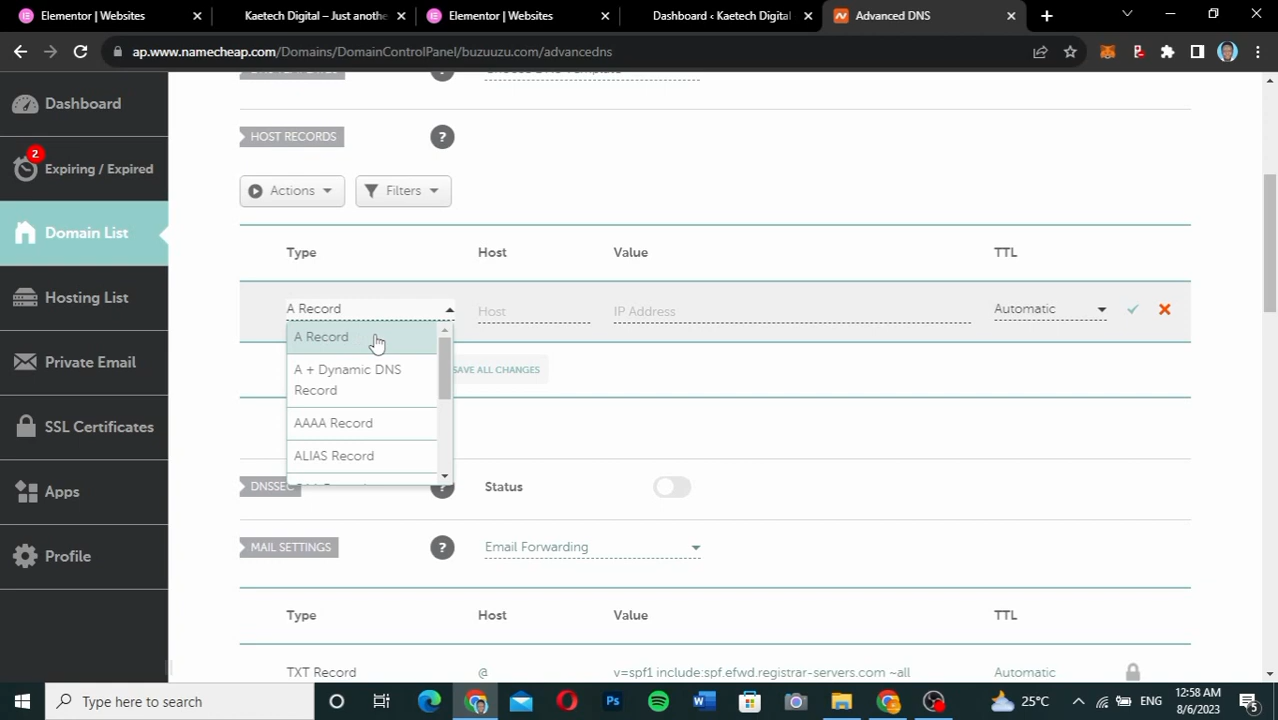 Elementor | Websites
Kaetech Digital – Just anothe
Elementor | Websites
Dashboard ‹ Kaetech Digital
Advanced DNS
ap.www.namecheap.com/Domains/DomainControlPanel/buzuuzu.com/advancedns
Dashboard
2
Expiring / Expired
Domain List
Hosting List
Private Email
SSL Certificates
Apps
Profile
HOST RECORDS
?
Actions
Filters
Type Host Value TTL
A Record
Host
IP Address
Automatic
A Record
A + Dynamic DNS
Record
AAAA Record
ALIAS Record
SAVE ALL CHANGES
DNSSEC
?
Status
MAIL SETTINGS
?
Email Forwarding
Type Host Value TTL
TXT Record @ v=spf1 include:spf.efwd.registrar-servers.com ~all Automatic
Type here to search
Ps
25°C
ENG
12:58 AM
8/6/2023
5